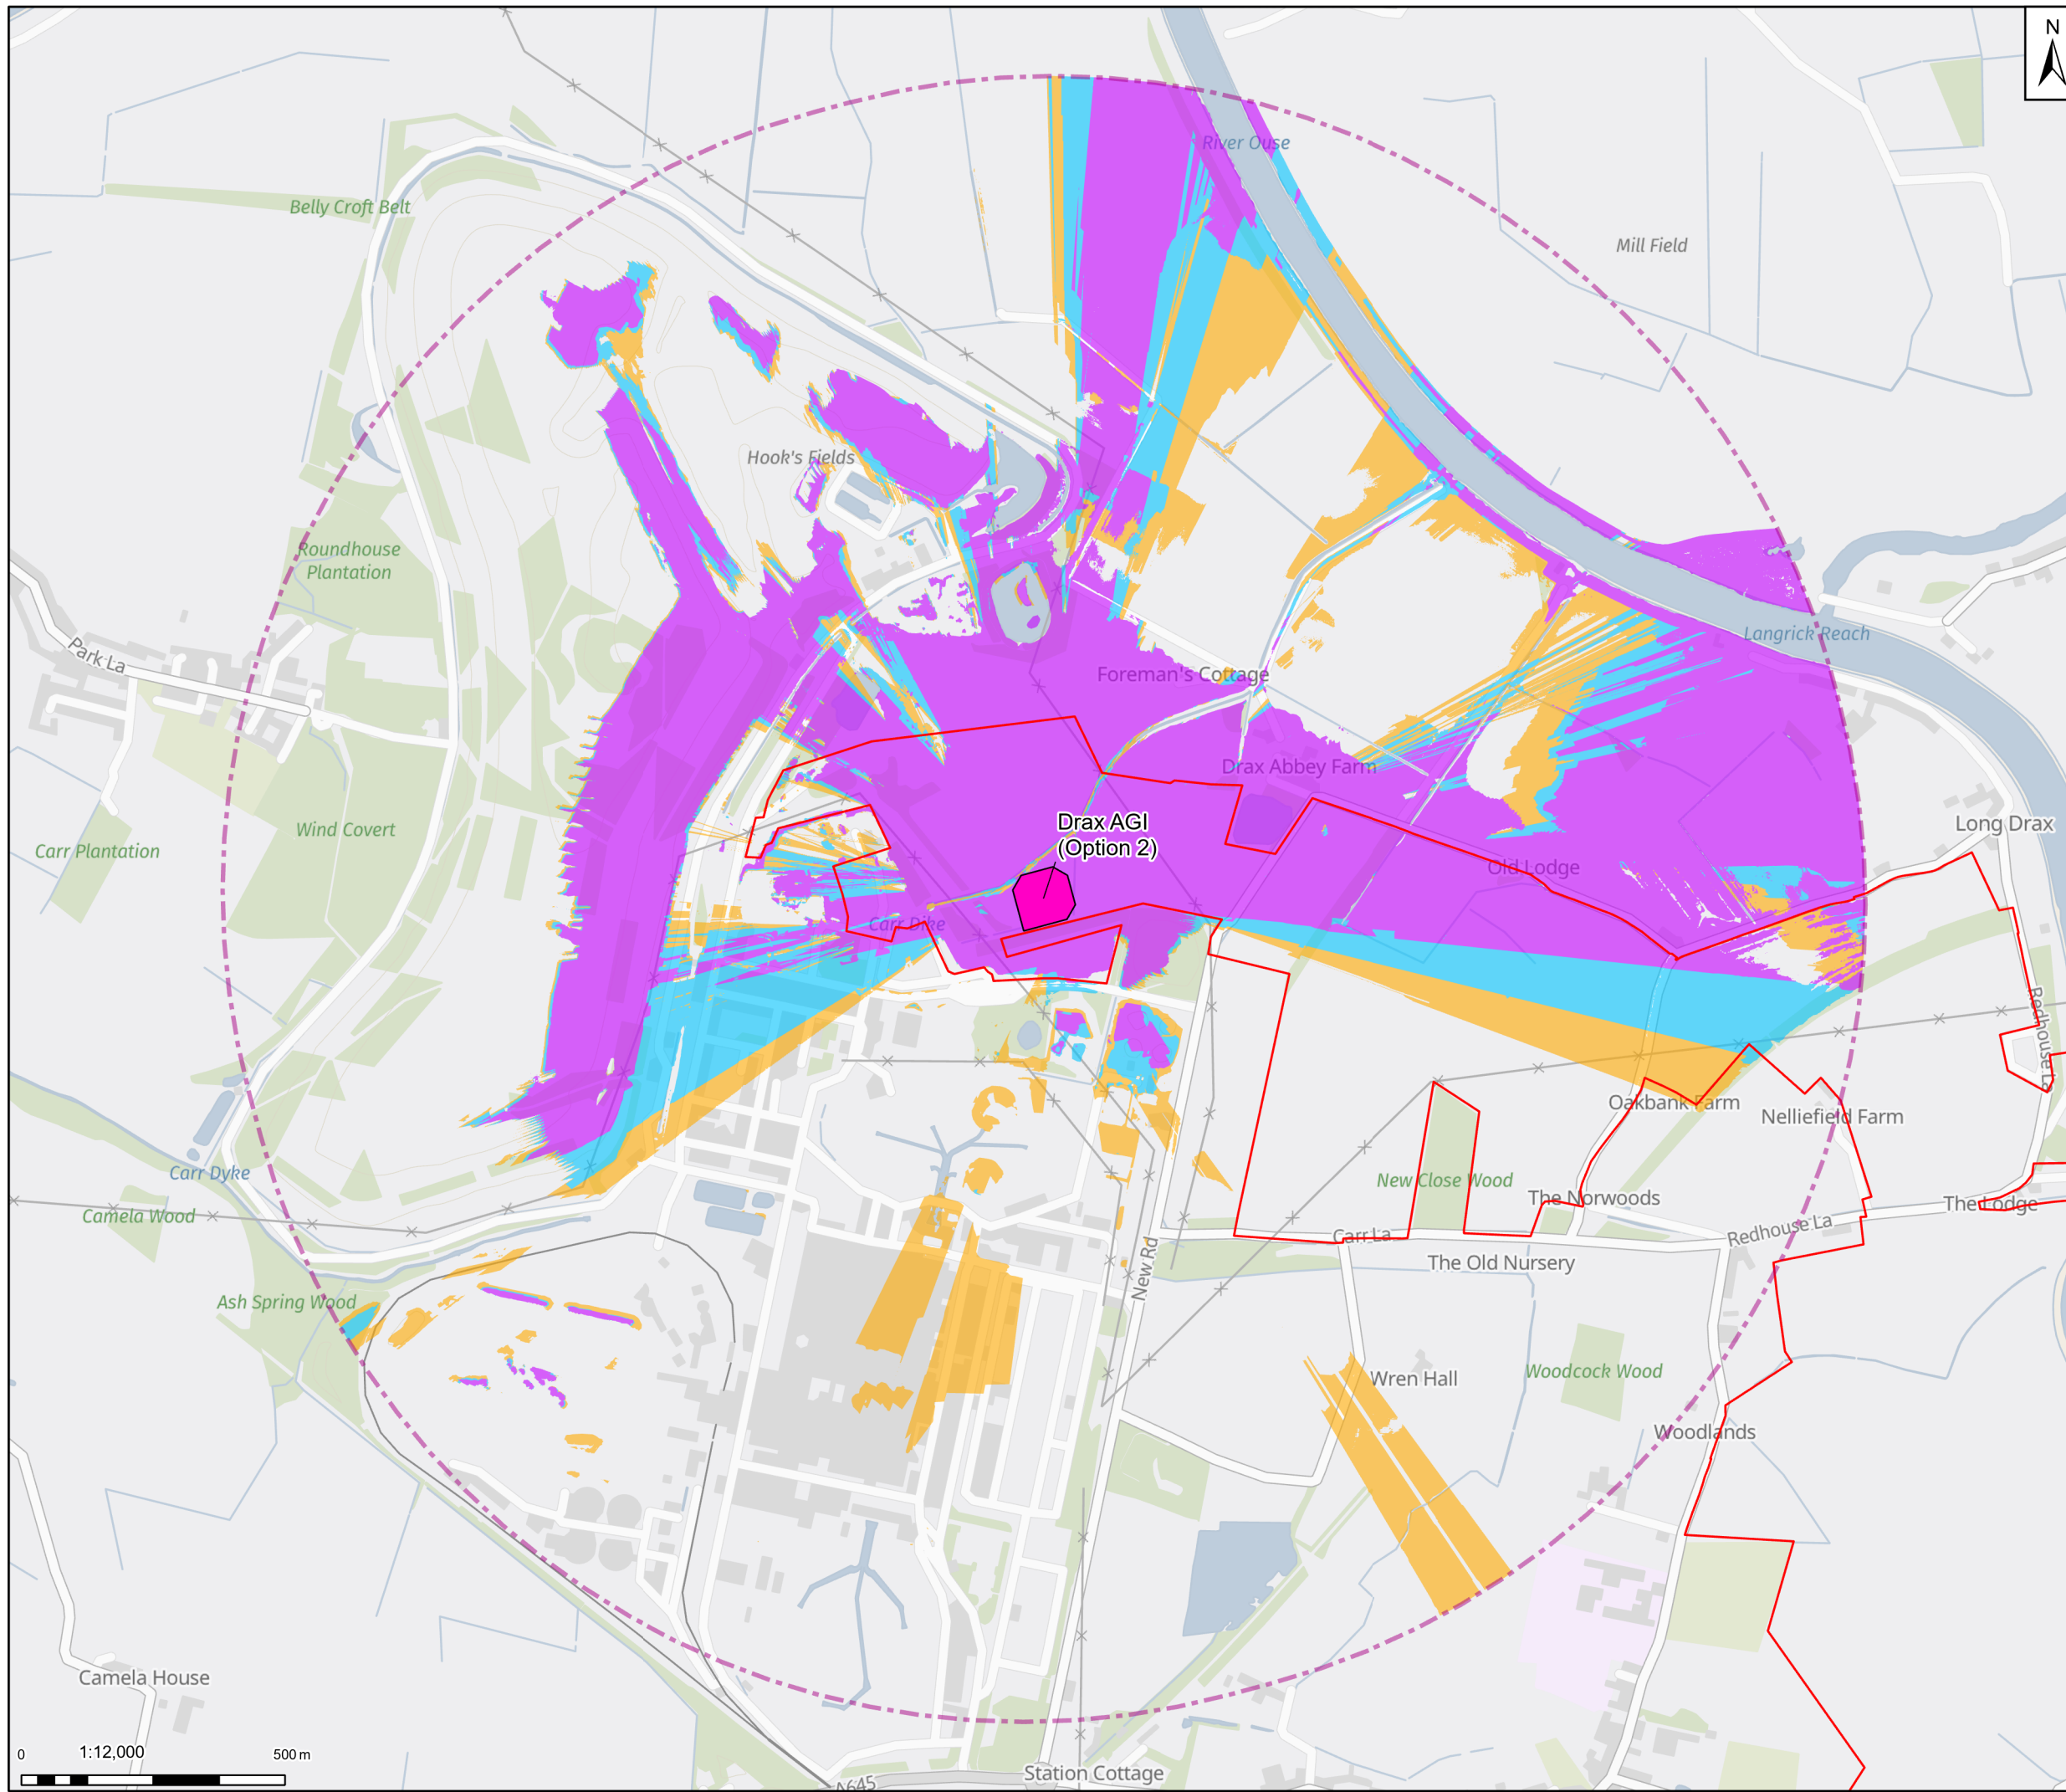 N
River Ouse
Belly Croft Belt
Mill Field
Hook's Fields
Roundhouse
Plantation
Park La
Langrick Reach
Foreman's Cottage
Drax Abbey Farm
Drax AGI
(Option 2)
Long Drax
Wind Covert
Carr Plantation
Old Lodge
Carr Dike
Redhouse La
Oakbank Farm
Nelliefield Farm
Carr Dyke
New Close Wood
The Norwoods
The Lodge
Camela Wood
Redhouse La
Carr La
The Old Nursery
New Rd
Ash Spring Wood
Wren Hall
Woodcock Wood
Woodlands
Camela House
0
1:12,000
500 m
Station Cottage
A645